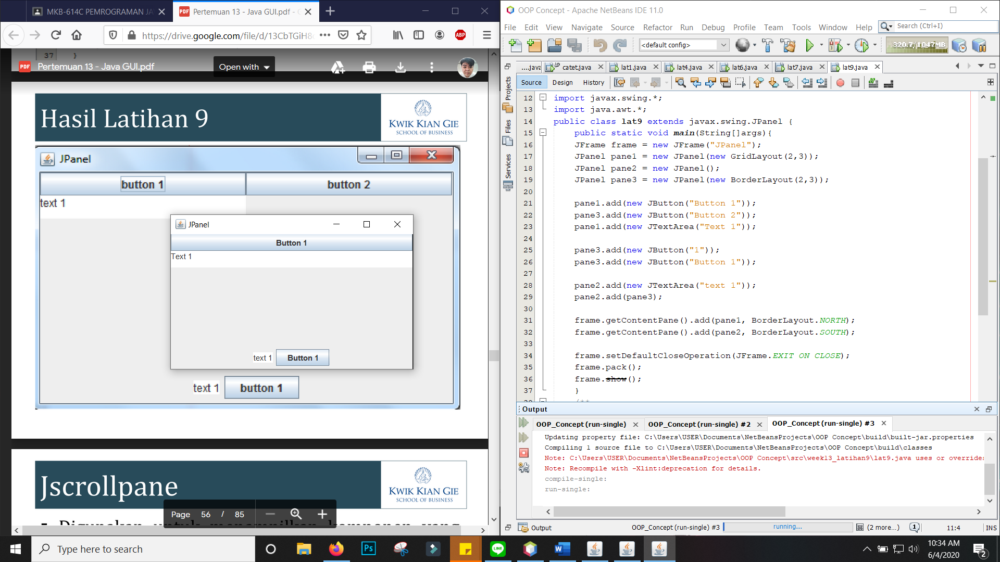 MKB-614C PEMROGRAMAN JA
Pertemuan 13 - Java GUI.pdf -
https://drive.google.com/file/d/13CbTGiH8
ABP
37 }
PDF Pertemuan 13 - Java GUI.pdf
Open with
Hasil Latihan 9
KWIK KIAN GIE
SCHOOL OF BUSINESS
JPanel
button 1
button 2
text 1
JPanel
Button 1
Text 1
text 1
Button 1
text 1
button 1
Jscrollpane
KWIK KIAN GIE
SCHOOL OF BUSINESS
Page 56 / 85
OOP Concept - Apache NetBeans IDE 11.0
File Edit View Navigate Source Refactor Run Debug Profile Team Tools Window Help
Search (Ctrl+I)
<default config>
320.7/1047MB
....java catet.java lat1.java lat4.java lat6.java lat7.java lat9.java
Source Design History
Projects
Files
Services
12 import javax.swing.*;
13 import java.awt.*;
14 public class lat9 extends javax.swing.JPanel {
15 public static void main(String[]args){
16 JFrame frame = new JFrame("JPanel");
17 JPanel pane1 = new JPanel(new GridLayout(2,3));
18 JPanel pane2 = new JPanel();
19 JPanel pane3 = new JPanel(new BorderLayout(2,3));
20
21 pane1.add(new JButton("Button 1"));
22 pane3.add(new JButton("Button 2"));
23 pane1.add(new JTextArea("Text 1"));
24
25 pane3.add(new JButton("1"));
26 pane3.add(new JButton("Button 1"));
27
28 pane2.add(new JTextArea("text 1"));
29 pane2.add(pane3);
30
31 frame.getContentPane().add(pane1, BorderLayout.NORTH);
32 frame.getContentPane().add(pane2, BorderLayout.SOUTH);
33
34 frame.setDefaultCloseOperation(JFrame.EXIT_ON_CLOSE);
35 frame.pack();
36 frame.show();
37 }
/**
Output
OOP_Concept (run-single) OOP_Concept (run-single) #2 OOP_Concept (run-single) #3
Updating property file: C:\Users\USER\Documents\NetBeansProjects\OOP Concept\build\built-jar.properties
Compiling 1 source file to C:\Users\USER\Documents\NetBeansProjects\OOP Concept\build\classes
Note: C:\Users\USER\Documents\NetBeansProjects\OOP Concept\src\week13_latihan9\lat9.java uses or overrides
Note: Recompile with -Xlint:deprecation for details.
compile-single:
run-single:
Output
OOP_Concept (run-single) #3
running...
(2 more...)
1
11:4
INS
Type here to search
Ps
LINE
10:34 AM
6/4/2020
2